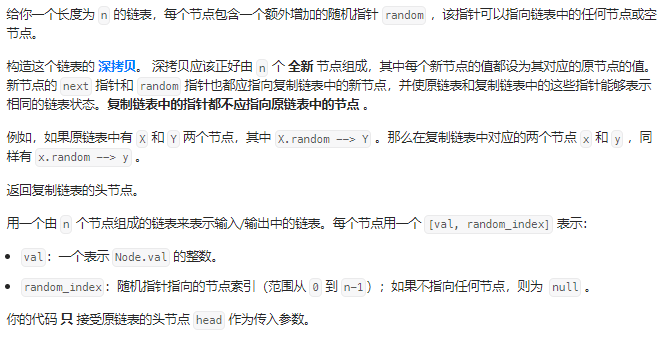 给你一个长度为 n 的链表，每个节点包含一个额外增加的随机指针 random ，该指针可以指向链表中的任何节点或空
节点。
构造这个链表的 深拷贝。 深拷贝应该正好由 n 个 全新 节点组成，其中每个新节点的值都设为其对应的原节点的值。
新节点的 next 指针和 random 指针也都应指向复制链表中的新节点，并使原链表和复制链表中的这些指针能够表示
相同的链表状态。复制链表中的指针都不应指向原链表中的节点 。
例如，如果原链表中有 X 和 Y 两个节点，其中 X.random --> Y 。那么在复制链表中对应的两个节点 x 和 y ，同
样有 x.random --> y 。
返回复制链表的头节点。
用一个由 n 个节点组成的链表来表示输入/输出中的链表。每个节点用一个 [val, random_index] 表示：
• val：一个表示 Node.val 的整数。
• random_index：随机指针指向的节点索引（范围从 0 到 n-1）；如果不指向任何节点，则为 null 。
你的代码 只 接受原链表的头节点 head 作为传入参数。